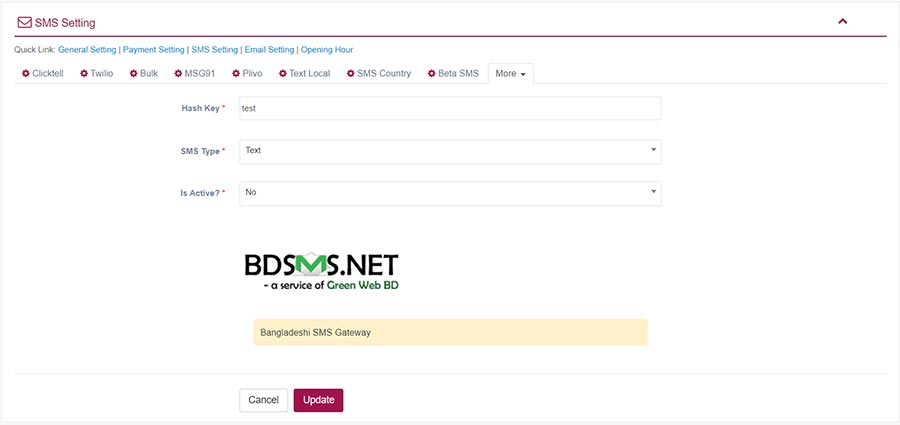 SMS Setting
Quick Link: General Setting | Payment Setting | SMS Setting | Email Setting | Opening Hour
Clicktell Twilio Bulk MSG91 Plivo Text Local SMS Country Beta SMS More
Hash Key * test
SMS Type * Text
Is Active? * No
BDSMS.NET
- a service of Green Web BD
Bangladeshi SMS Gateway
Cancel Update